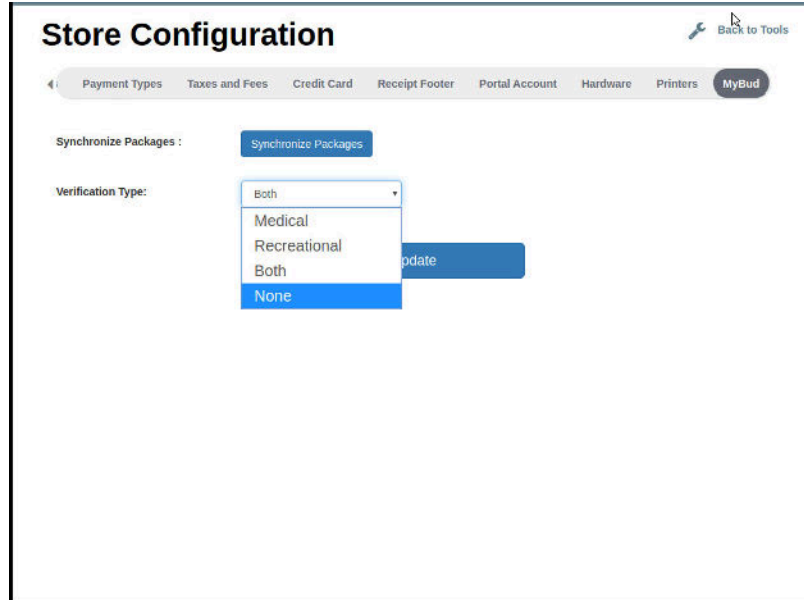 Store Configuration
Back to Tools
Payment Types Taxes and Fees Credit Card Receipt Footer Portal Account Hardware Printers MyBud
Synchronize Packages : Synchronize Packages
Verification Type: Both
Medical
Recreational
Both
None